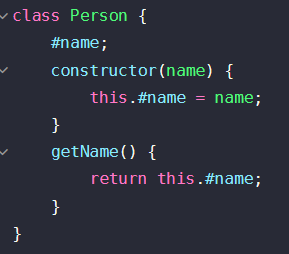 class Person {
    #name;
    constructor(name) {
        this.#name = name;
    }
    getName() {
        return this.#name;
    }
}